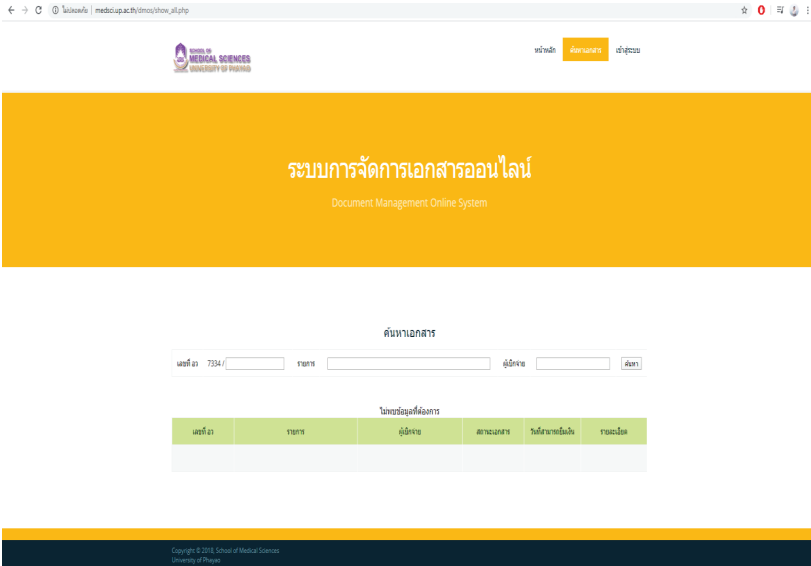 ไม่ปลอดภัย | medsci.up.ac.th/dmos/show_all.php
SCHOOL OF
MEDICAL SCIENCES
UNIVERSITY OF PHAYAO
หน้าหลัก ค้นหาเอกสาร เข้าสู่ระบบ
ระบบการจัดการเอกสารออนไลน์
Document Management Online System
ค้นหาเอกสาร
เลขที่ อว 7334 / รายการ ผู้เบิกจ่าย ค้นหา
ไม่พบข้อมูลที่ต้องการ
เลขที่ อว รายการ ผู้เบิกจ่าย สถานะเอกสาร วันที่สามารถยืมเงิน รายละเอียด
Copyright © 2018, School of Medical Sciences
University of Phayao